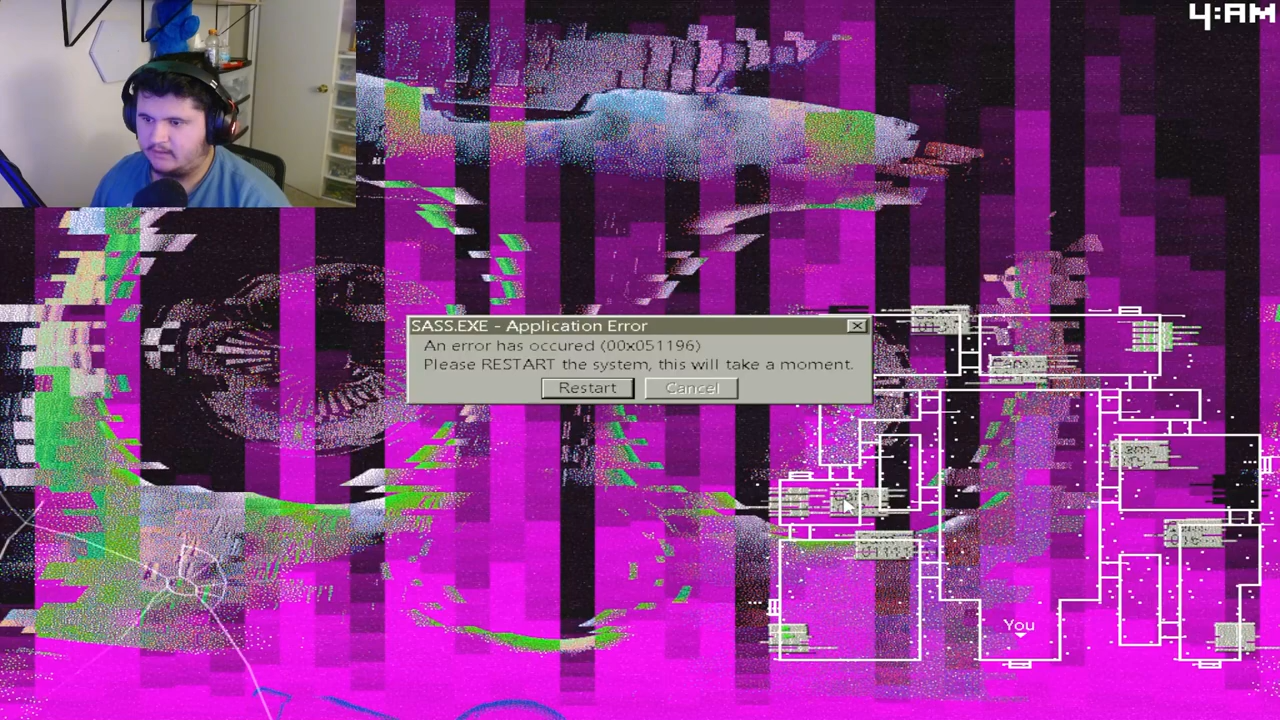 4:AM
SASS.EXE - Application Error
An error has occured (00x051196)
Please RESTART the system, this will take a moment.
Restart
Cancel
You